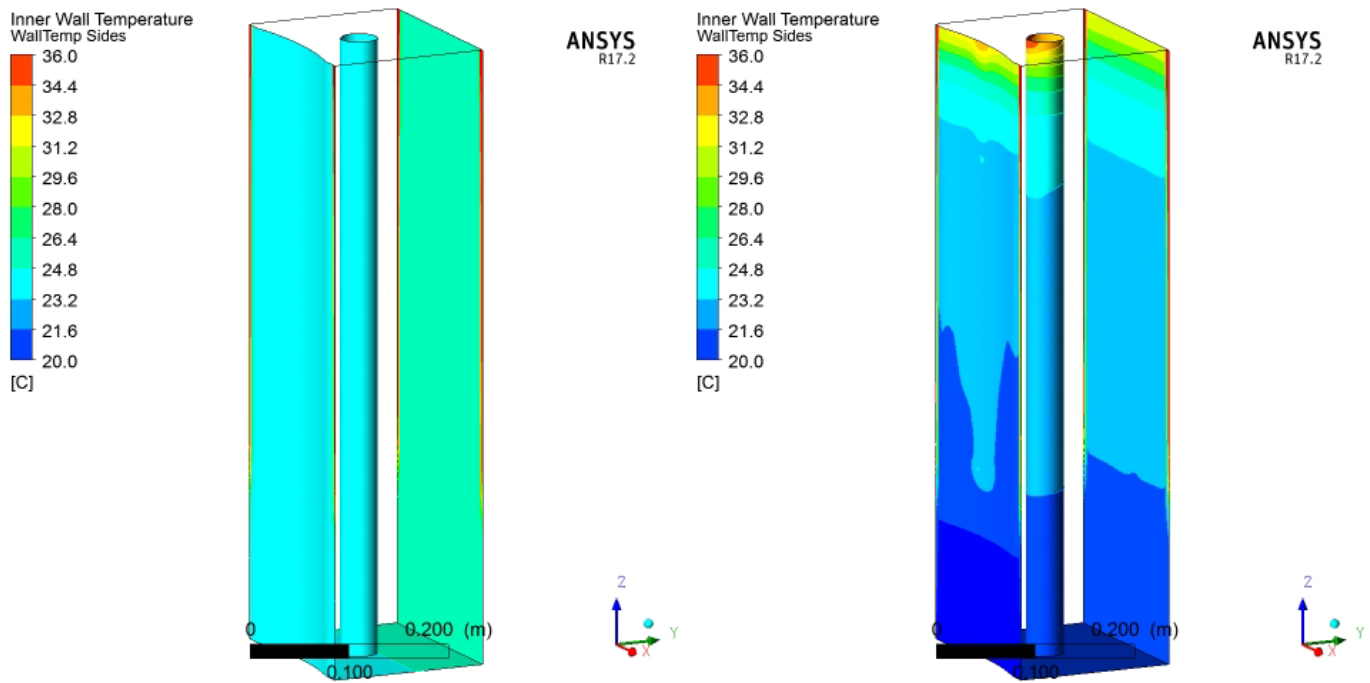 Inner Wall Temperature
WallTemp Sides
36.0
34.4
32.8
31.2
29.6
28.0
26.4
24.8
23.2
21.6
20.0
[C]
ANSYS
R17.2
0
0.200 (m)
0.100
Z
Y
X
Inner Wall Temperature
WallTemp Sides
36.0
34.4
32.8
31.2
29.6
28.0
26.4
24.8
23.2
21.6
20.0
[C]
ANSYS
R17.2
0
0.200 (m)
0.100
Z
Y
X